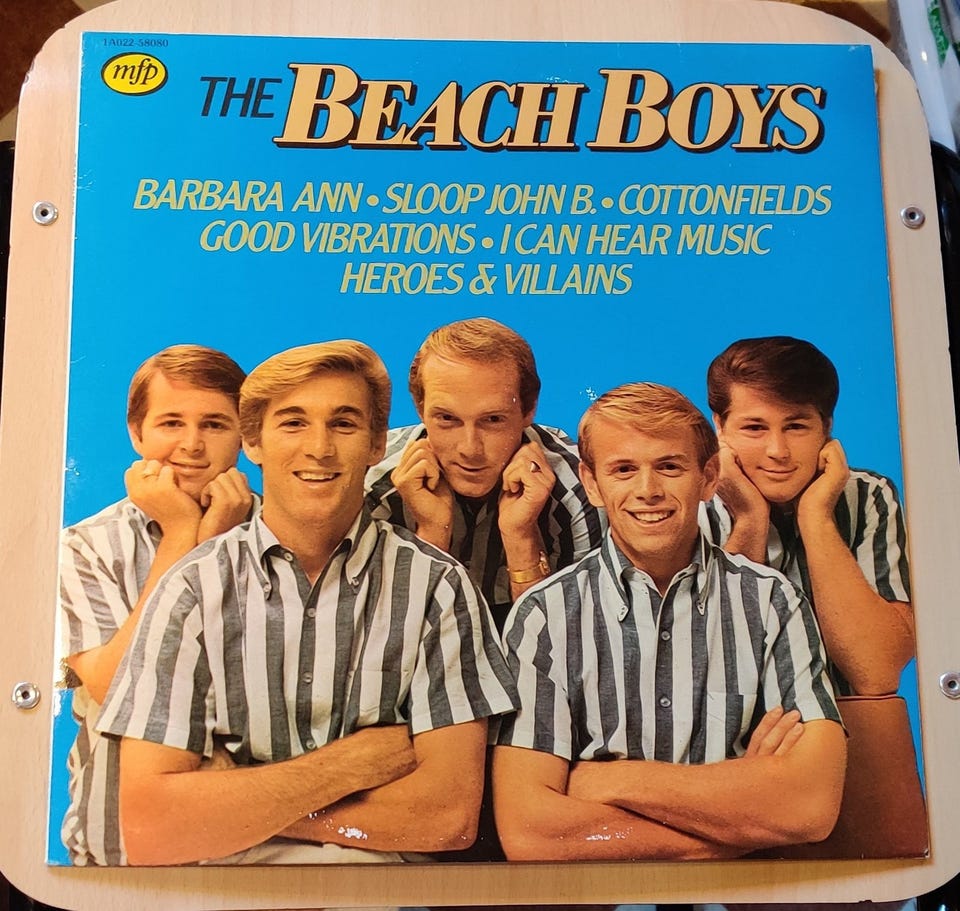 1A022-58080
mfp
THE BEACH BOYS
BARBARA ANN • SLOOP JOHN B. • COTTONFIELDS
GOOD VIBRATIONS • I CAN HEAR MUSIC
HEROES & VILLAINS